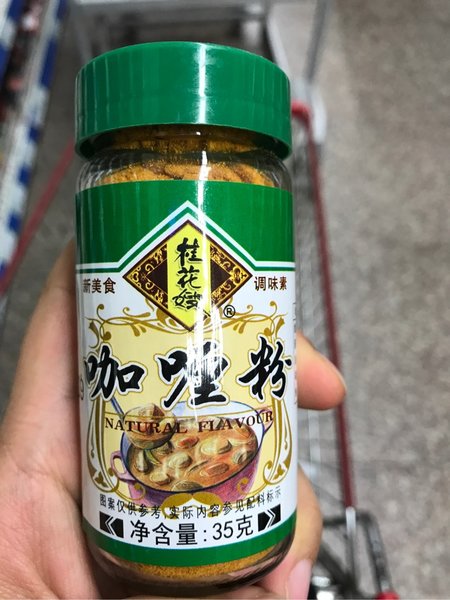 桂花嫂
®
新美食
调味素
咖喱粉
NATURAL FLAVOUR
图案仅供参考,实际内容参见配料标示
净含量:35克